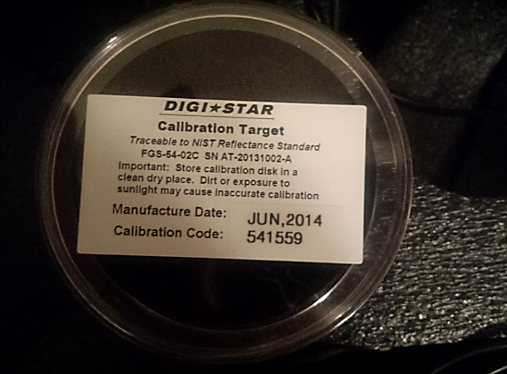 DIGI★STAR
Calibration Target
Traceable to NIST Reflectance Standard
FGS-54-02C SN AT-20131002-A
Important: Store calibration disk in a
clean dry place. Dirt or exposure to
sunlight may cause inaccurate calibration
Manufacture Date: JUN,2014
Calibration Code: 541559